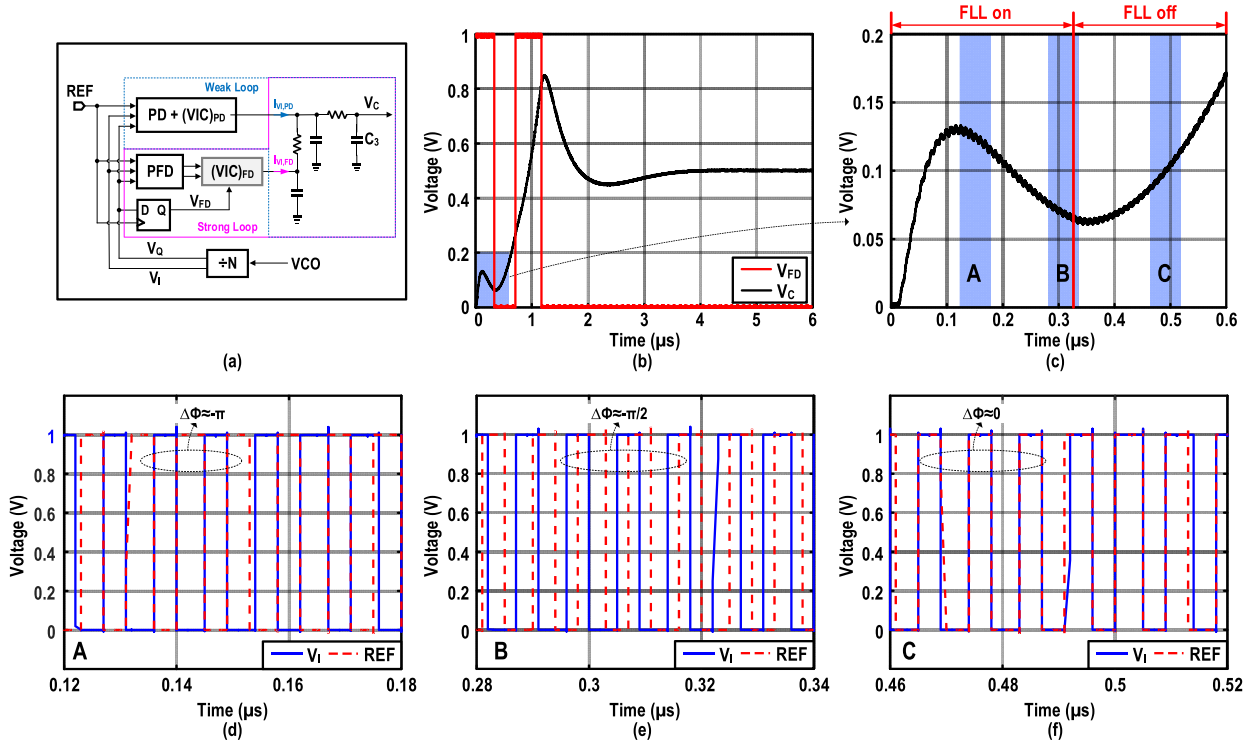 REF
Weak Loop
PD + (VIC)PD
IVI,PD
VC
C3
PFD
(VIC)FD
IVI,FD
D Q
VFD
Strong Loop
VQ
VI
÷N
VCO
(a)
1
0.8
0.6
0.4
0.2
0
Voltage (V)
VFD
VC
0 1 2 3 4 5 6
Time (µs)
(b)
FLL on
FLL off
0.2
0.15
0.1
0.05
0
Voltage (V)
A
B
C
0 0.1 0.2 0.3 0.4 0.5 0.6
Time (µs)
(c)
ΔΦ≈-π
1
0.8
0.6
0.4
0.2
0
Voltage (V)
A
VI
REF
0.12 0.14 0.16 0.18
Time (µs)
(d)
ΔΦ≈-π/2
1
0.8
0.6
0.4
0.2
0
Voltage (V)
B
VI
REF
0.28 0.3 0.32 0.34
Time (µs)
(e)
ΔΦ≈0
1
0.8
0.6
0.4
0.2
0
Voltage (V)
C
VI
REF
0.46 0.48 0.5 0.52
Time (µs)
(f)